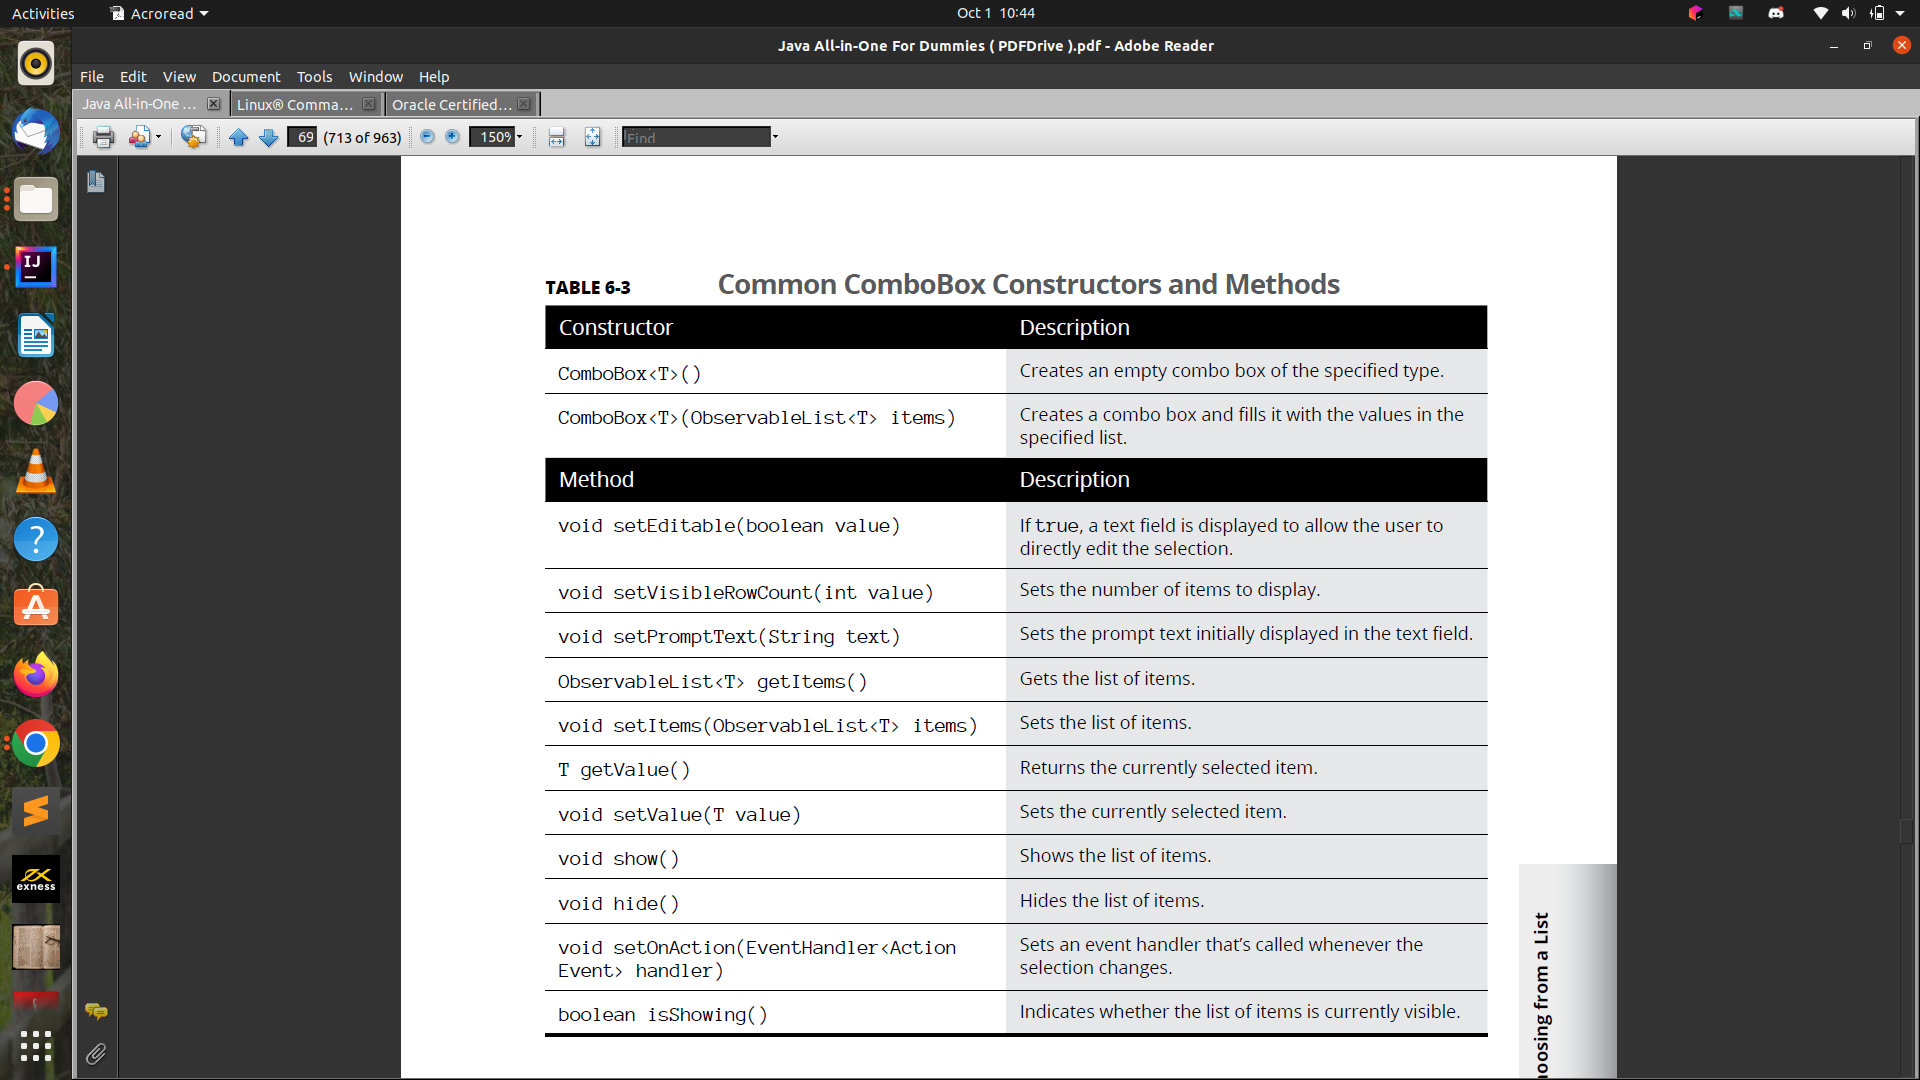 Activities
Acroread
Oct 1 10:44
Java All-in-One For Dummies ( PDFDrive ).pdf - Adobe Reader
File Edit View Document Tools Window Help
Java All-in-One ...
Linux® Comma...
Oracle Certified...
69 (713 of 963)
150%
Find
TABLE 6-3 Common ComboBox Constructors and Methods
Constructor Description
ComboBox<T>() Creates an empty combo box of the specified type.
ComboBox<T>(ObservableList<T> items) Creates a combo box and fills it with the values in the
specified list.
Method Description
void setEditable(boolean value) If true, a text field is displayed to allow the user to
directly edit the selection.
void setVisibleRowCount(int value) Sets the number of items to display.
void setPromptText(String text) Sets the prompt text initially displayed in the text field.
ObservableList<T> getItems() Gets the list of items.
void setItems(ObservableList<T> items) Sets the list of items.
T getValue() Returns the currently selected item.
void setValue(T value) Sets the currently selected item.
void show() Shows the list of items.
void hide() Hides the list of items.
void setOnAction(EventHandler<Action Sets an event handler that's called whenever the
Event> handler) selection changes.
boolean isShowing() Indicates whether the list of items is currently visible.
oosing from a List
IJ
exness